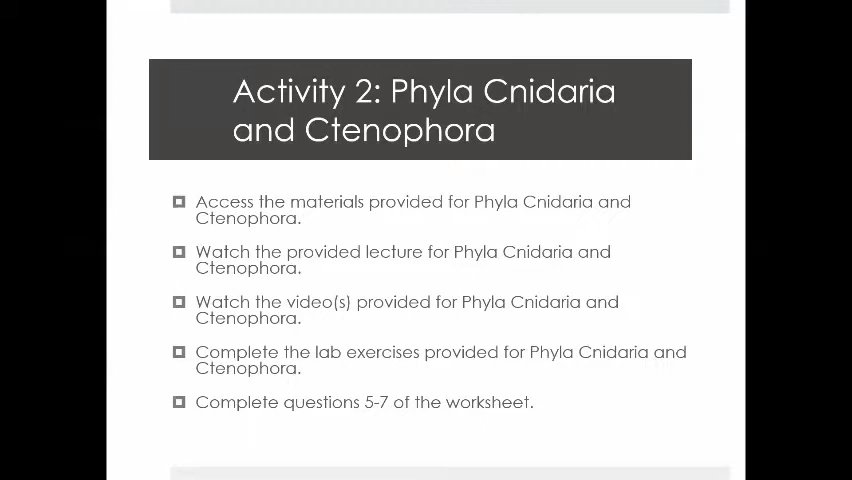 Activity 2: Phyla Cnidaria
and Ctenophora
Access the materials provided for Phyla Cnidaria and
Ctenophora.
Watch the provided lecture for Phyla Cnidaria and
Ctenophora.
Watch the video(s) provided for Phyla Cnidaria and
Ctenophora.
Complete the lab exercises provided for Phyla Cnidaria and
Ctenophora.
Complete questions 5-7 of the worksheet.